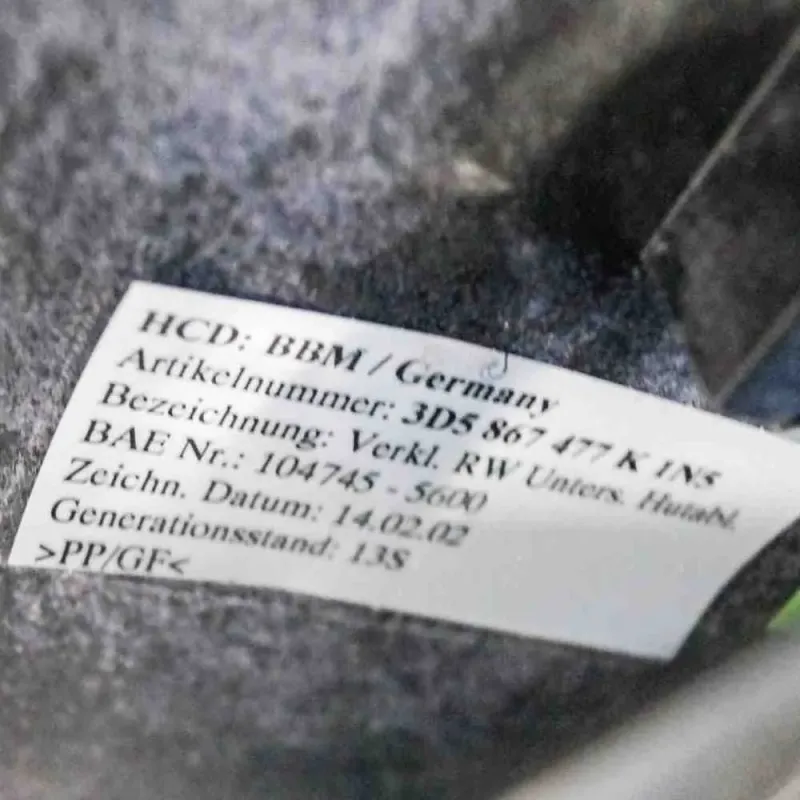 HCD: BBM / Germany
Artikelnummer: 3D5 867 477 K 1N5
Bezeichnung: Verkl. RW Unters. Hutabl.
BAE Nr.: 104745 - 5600
Zeichn. Datum: 14.02.02
Generationsstand: 13S
>PP/GF<